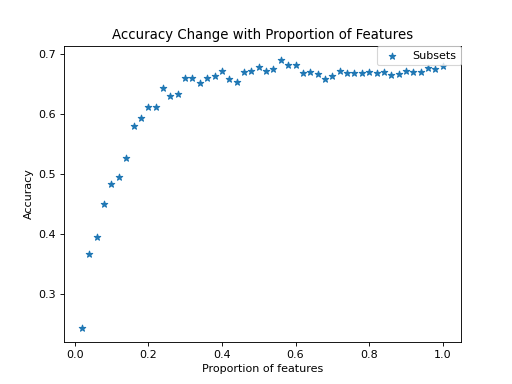 Accuracy Change with Proportion of Features
Subsets
0.7
0.6
0.5
0.4
0.3
Accuracy
0.0 0.2 0.4 0.6 0.8 1.0
Proportion of features